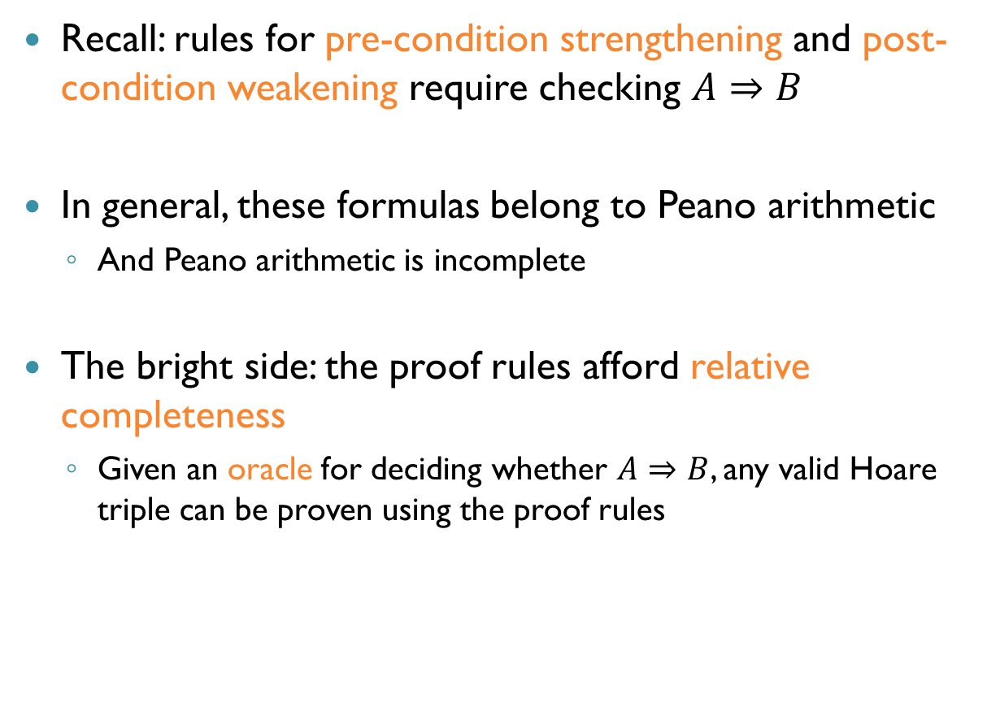 • Recall: rules for pre-condition strengthening and post-
condition weakening require checking 𝐴 ⇒ 𝐵
• In general, these formulas belong to Peano arithmetic
◦ And Peano arithmetic is incomplete
• The bright side: the proof rules afford relative
completeness
◦ Given an oracle for deciding whether 𝐴 ⇒ 𝐵, any valid Hoare
triple can be proven using the proof rules